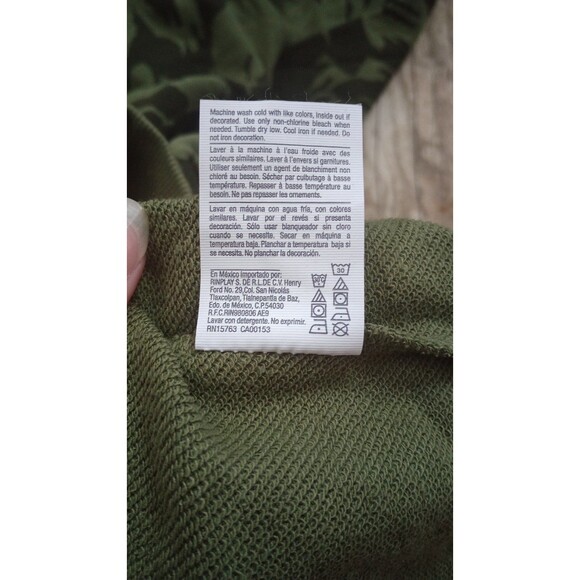 Machine wash cold with like colors, Inside out if
decorated. Use only non-chlorine bleach when
needed. Tumble dry low. Cool iron if needed. Do
not iron decoration.
Laver à la machine à l'eau froide avec des
couleurs similaires. Laver à l'envers si garnitures.
Utiliser seulement un agent de blanchiment non
chloré au besoin. Sécher par culbutage à basse
température. Repasser à basse température au
besoin. Ne pas repasser les ornements.
Lavar en máquina con agua fría, con colores
similares. Lavar por el revés si presenta
decoración. Sólo usar blanqueador sin cloro
cuando se necesite. Secar en máquina a
temperatura baja. Planchar a temperatura baja si
se necesita. No planchar la decoración.
En México importado por:
RINPLAY S. DE R.L.DE C.V. Henry
Ford No. 29,Col. San Nicolás
Tlaxcolpan, Tlalnepantla de Baz,
Edo. de México, C.P.54030
R.F.C.RIN980806 AE9
Lavar con detergente. No exprimir.
RN15763 CA00153
30